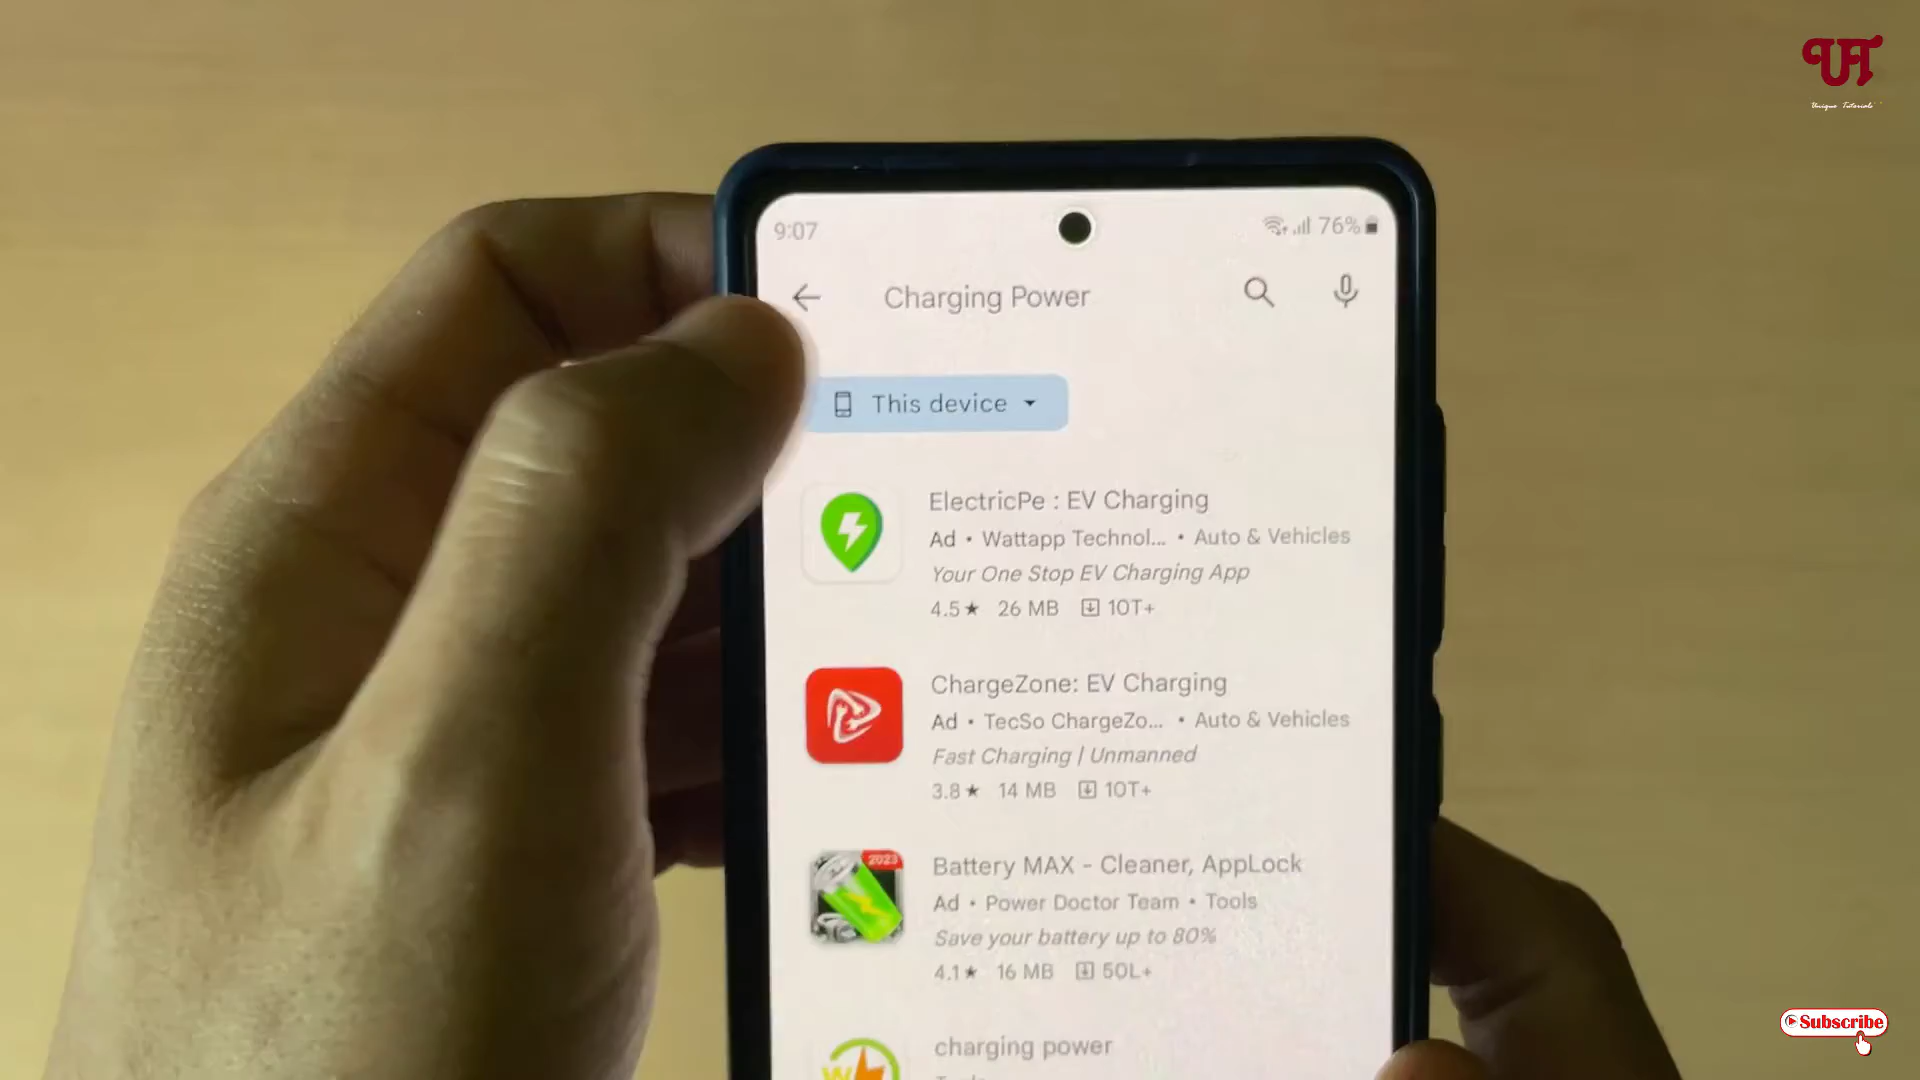 Unique Tutorials
9:07
76%
Charging Power
This device
ElectricPe : EV Charging
Ad • Wattapp Technol... • Auto & Vehicles
Your One Stop EV Charging App
4.5★ 26 MB 10T+
ChargeZone: EV Charging
Ad • TecSo ChargeZo... • Auto & Vehicles
Fast Charging | Unmanned
3.8★ 14 MB 10T+
2023
Battery MAX - Cleaner, AppLock
Ad • Power Doctor Team • Tools
Save your battery up to 80%
4.1★ 16 MB 50L+
charging power
W
Subscribe